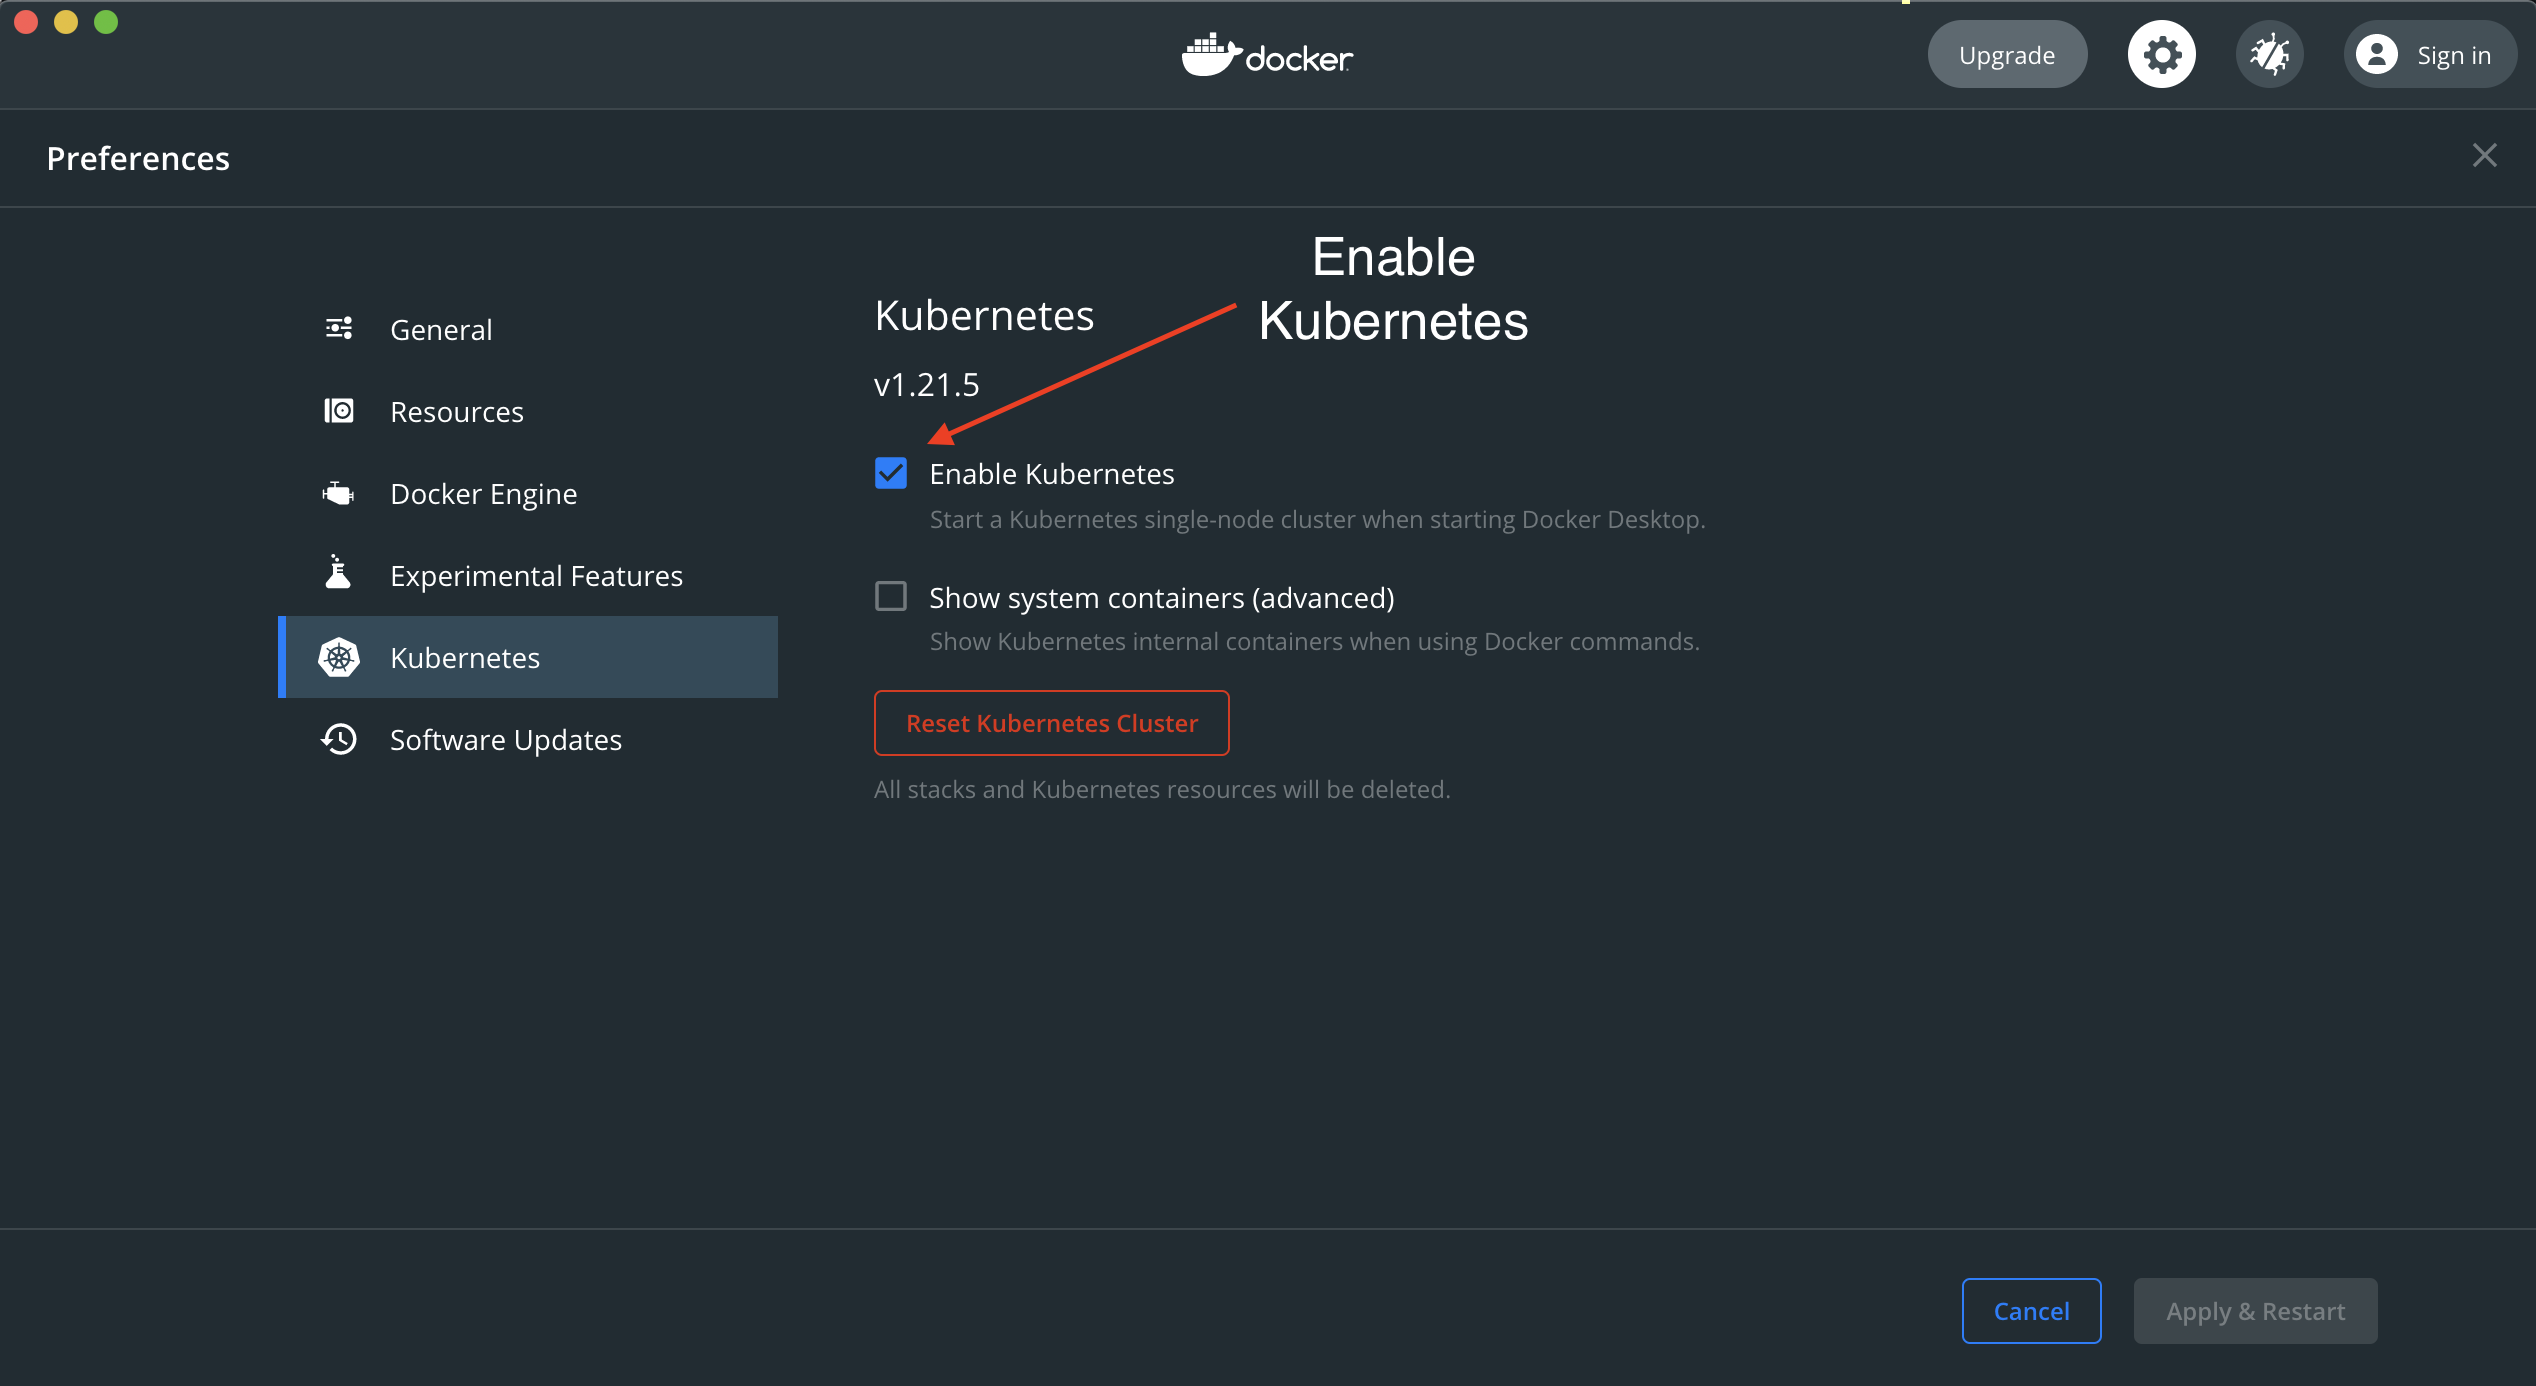 docker
Upgrade
Sign in
Preferences
Enable
Kubernetes
General
Resources
Docker Engine
Experimental Features
Kubernetes
Software Updates
Kubernetes
v1.21.5
Enable Kubernetes
Start a Kubernetes single-node cluster when starting Docker Desktop.
Show system containers (advanced)
Show Kubernetes internal containers when using Docker commands.
Reset Kubernetes Cluster
All stacks and Kubernetes resources will be deleted.
Cancel
Apply & Restart